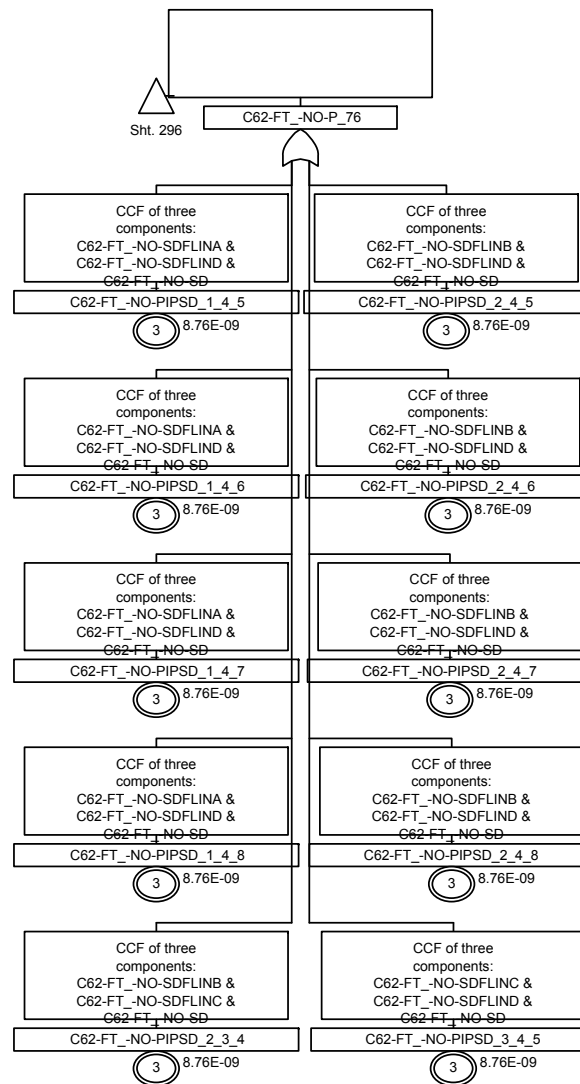 Sht. 296
C62-FT_-NO-P_76
CCF of three
components:
C62-FT_-NO-SDFLINA &
C62-FT_-NO-SDFLIND &
C62-FT_-NO-SD
C62-FT_-NO-PIPSD_1_4_5
3
8.76E-09
CCF of three
components:
C62-FT_-NO-SDFLINB &
C62-FT_-NO-SDFLIND &
C62-FT_-NO-SD
C62-FT_-NO-PIPSD_2_4_5
3
8.76E-09
CCF of three
components:
C62-FT_-NO-SDFLINA &
C62-FT_-NO-SDFLIND &
C62-FT_-NO-SD
C62-FT_-NO-PIPSD_1_4_6
3
8.76E-09
CCF of three
components:
C62-FT_-NO-SDFLINB &
C62-FT_-NO-SDFLIND &
C62-FT_-NO-SD
C62-FT_-NO-PIPSD_2_4_6
3
8.76E-09
CCF of three
components:
C62-FT_-NO-SDFLINA &
C62-FT_-NO-SDFLIND &
C62-FT_-NO-SD
C62-FT_-NO-PIPSD_1_4_7
3
8.76E-09
CCF of three
components:
C62-FT_-NO-SDFLINB &
C62-FT_-NO-SDFLIND &
C62-FT_-NO-SD
C62-FT_-NO-PIPSD_2_4_7
3
8.76E-09
CCF of three
components:
C62-FT_-NO-SDFLINA &
C62-FT_-NO-SDFLIND &
C62-FT_-NO-SD
C62-FT_-NO-PIPSD_1_4_8
3
8.76E-09
CCF of three
components:
C62-FT_-NO-SDFLINB &
C62-FT_-NO-SDFLIND &
C62-FT_-NO-SD
C62-FT_-NO-PIPSD_2_4_8
3
8.76E-09
CCF of three
components:
C62-FT_-NO-SDFLINB &
C62-FT_-NO-SDFLINC &
C62-FT_-NO-SD
C62-FT_-NO-PIPSD_2_3_4
3
8.76E-09
CCF of three
components:
C62-FT_-NO-SDFLINC &
C62-FT_-NO-SDFLIND &
C62-FT_-NO-SD
C62-FT_-NO-PIPSD_3_4_5
3
8.76E-09